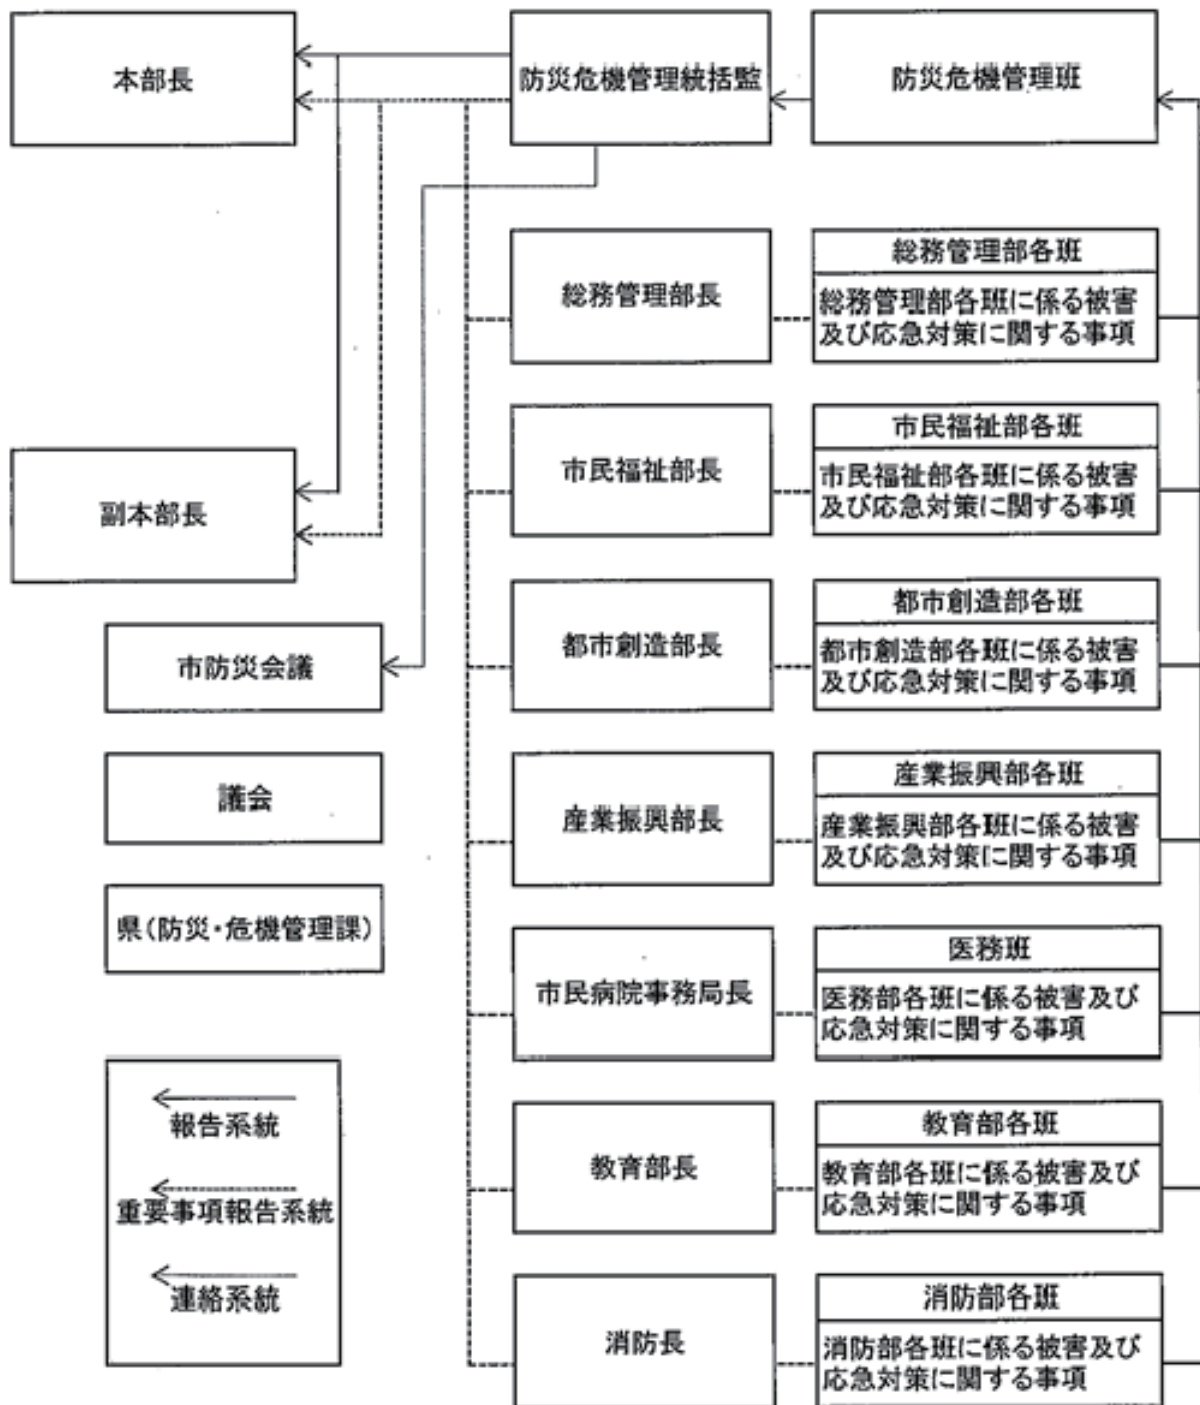 本部長
防災危機管理統括監
防災危機管理班
総務管理部長
総務管理部各班
総務管理部各班に係る被害
及び応急対策に関する事項
市民福祉部長
市民福祉部各班
市民福祉部各班に係る被害
及び応急対策に関する事項
副本部長
都市創造部長
都市創造部各班
都市創造部各班に係る被害
及び応急対策に関する事項
市防災会議
議会
産業振興部長
産業振興部各班
産業振興部各班に係る被害
及び応急対策に関する事項
県(防災・危機管理課)
市民病院事務局長
医務班
医務部各班に係る被害及び
応急対策に関する事項
報告系統
重要事項報告系統
連絡系統
教育部長
教育部各班
教育部各班に係る被害及び
応急対策に関する事項
消防長
消防部各班
消防部各班に係る被害及び
応急対策に関する事項